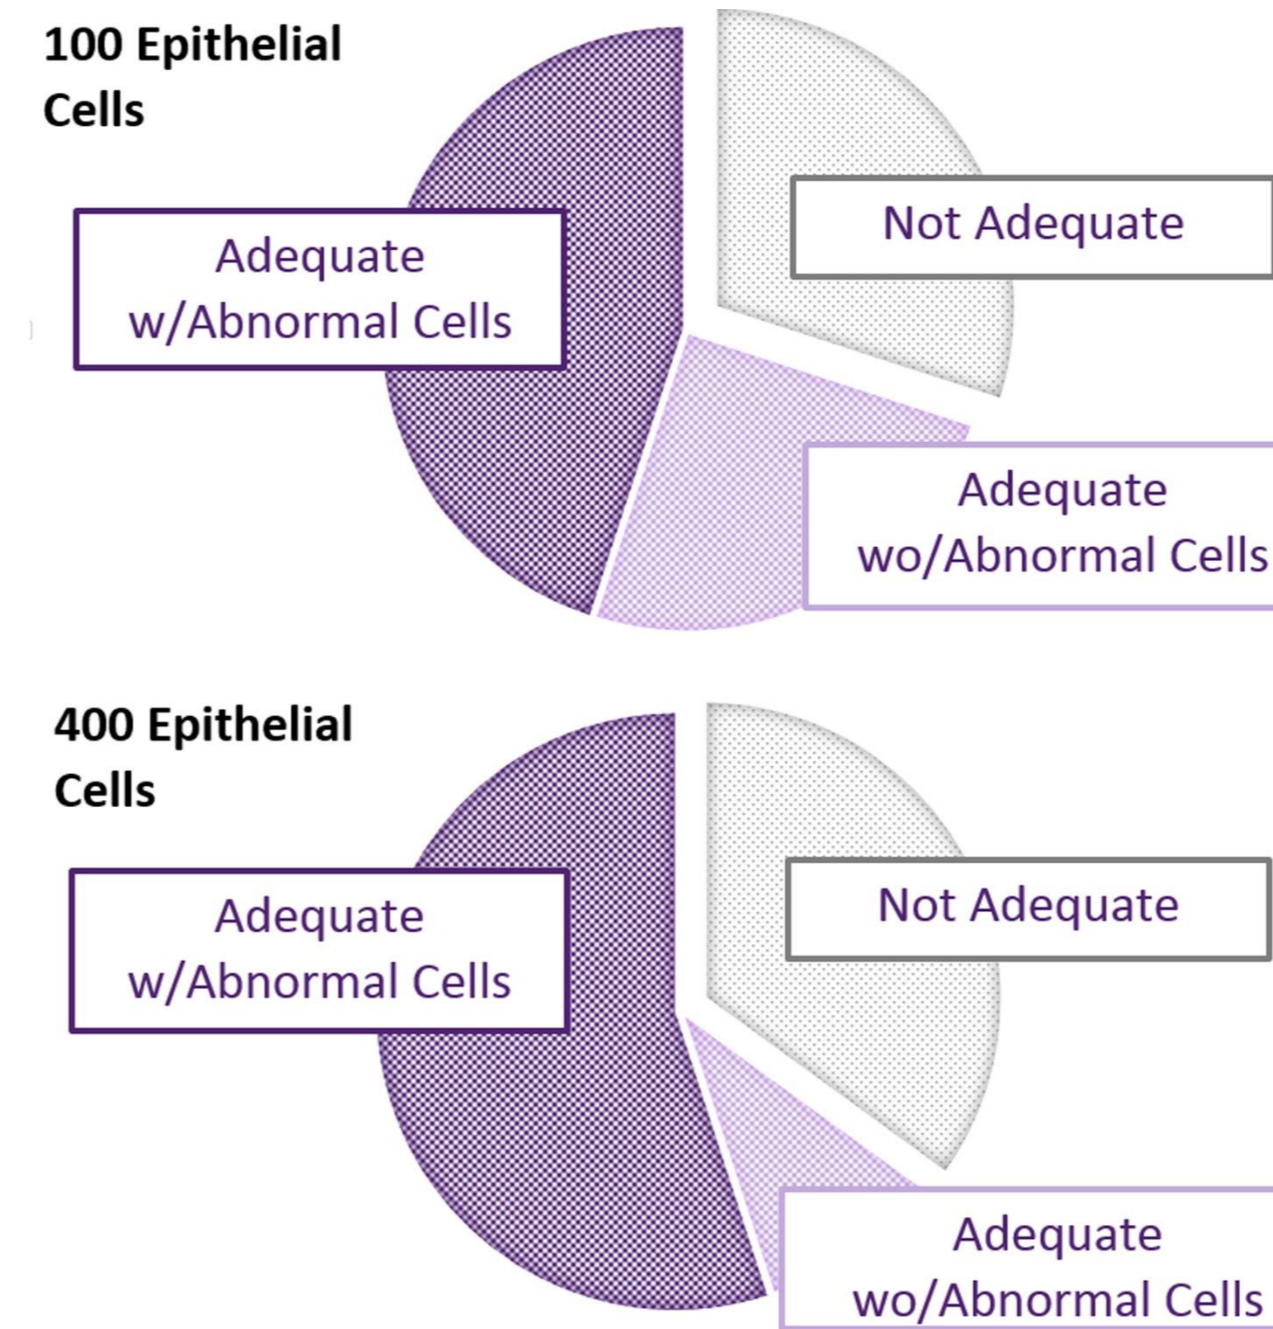 100 Epithelial
Cells
Adequate
w/Abnormal Cells
Not Adequate
Adequate
wo/Abnormal Cells
400 Epithelial
Cells
Adequate
w/Abnormal Cells
Not Adequate
Adequate
wo/Abnormal Cells